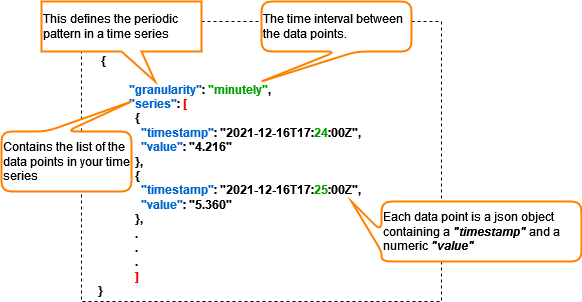 This defines the periodic
pattern in a time series
The time interval between
the data points.
{
"granularity": "minutely",
"series": [
{
"timestamp": "2021-12-16T17:24:00Z",
"value": "4.216"
},
{
"timestamp": "2021-12-16T17:25:00Z",
"value": "5.360"
},
.
.
.
]
}
Contains the list of the
data points in your time
series
Each data point is a json object
containing a "timestamp" and a
numeric "value"